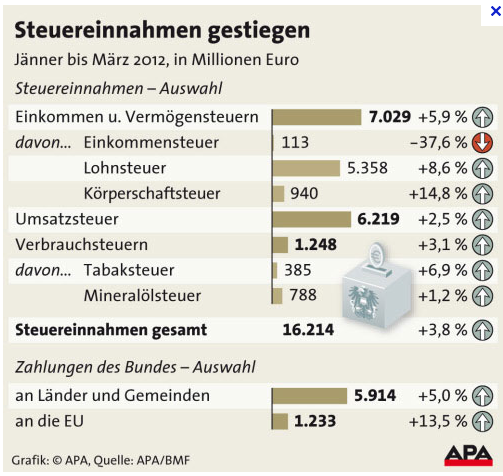 Steuereinnahmen gestiegen
Jänner bis März 2012, in Millionen Euro
Steuereinnahmen – Auswahl
Einkommen u. Vermögensteuern 7.029 +5,9 %
davon... Einkommensteuer 113 –37,6 %
Lohnsteuer 5.358 +8,6 %
Körperschaftsteuer 940 +14,8 %
Umsatzsteuer 6.219 +2,5 %
Verbrauchsteuern 1.248 +3,1 %
davon... Tabaksteuer 385 +6,9 %
Mineralölsteuer 788 +1,2 %
Steuereinnahmen gesamt 16.214 +3,8 %
Zahlungen des Bundes – Auswahl
an Länder und Gemeinden 5.914 +5,0 %
an die EU 1.233 +13,5 %
Grafik: © APA, Quelle: APA/BMF APA